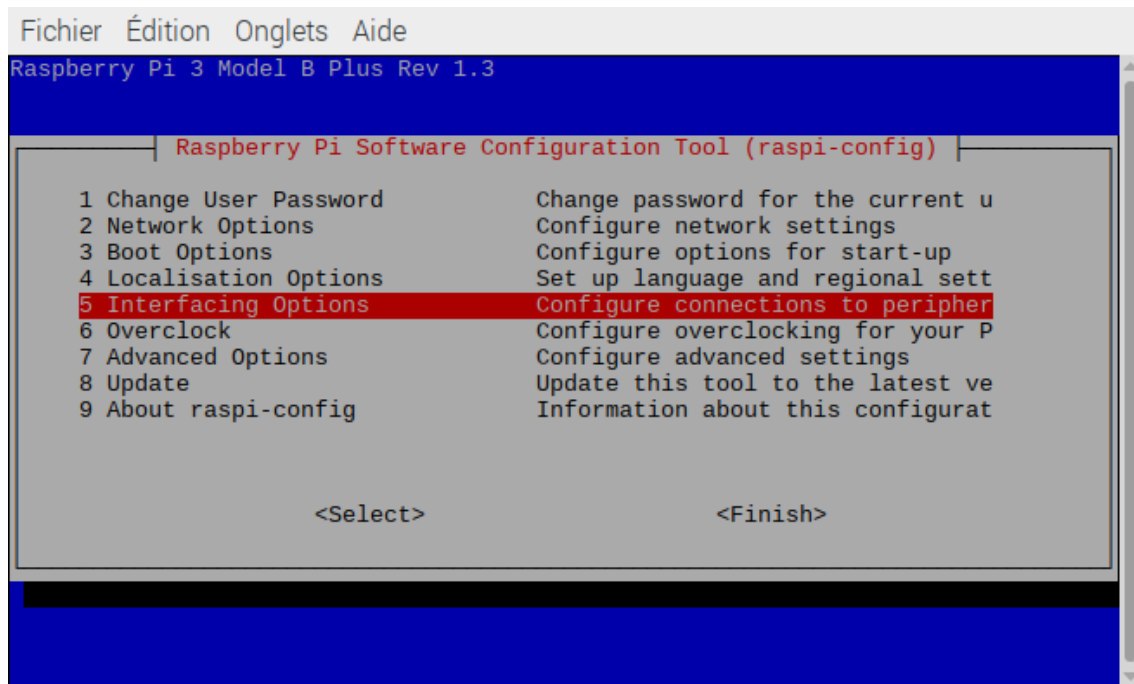 Fichier Édition Onglets Aide
Raspberry Pi 3 Model B Plus Rev 1.3
Raspberry Pi Software Configuration Tool (raspi-config)
1 Change User Password Change password for the current u
2 Network Options Configure network settings
3 Boot Options Configure options for start-up
4 Localisation Options Set up language and regional sett
5 Interfacing Options Configure connections to peripher
6 Overclock Configure overclocking for your P
7 Advanced Options Configure advanced settings
8 Update Update this tool to the latest ve
9 About raspi-config Information about this configurat
<Select> <Finish>